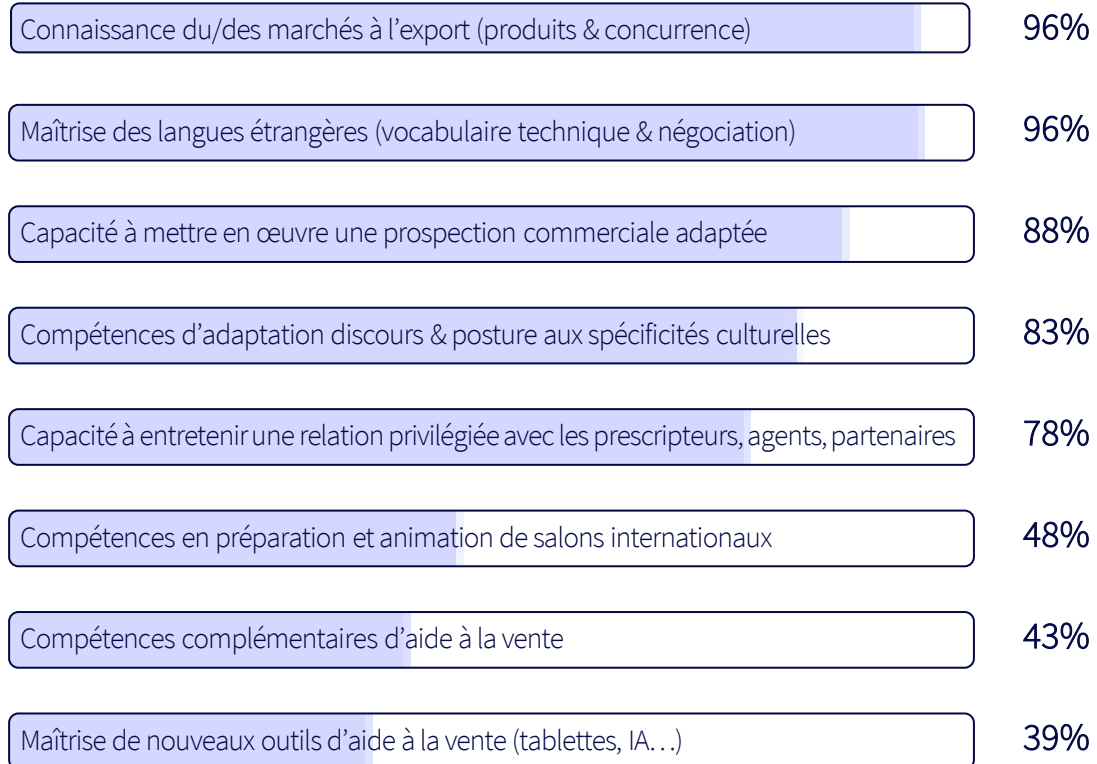 Connaissance du/des marchés à l’export (produits & concurrence) 96%
Maîtrise des langues étrangères (vocabulaire technique & négociation) 96%
Capacité à mettre en œuvre une prospection commerciale adaptée 88%
Compétences d’adaptation discours & posture aux spécificités culturelles 83%
Capacité à entretenir une relation privilégiée avec les prescripteurs, agents, partenaires 78%
Compétences en préparation et animation de salons internationaux 48%
Compétences complémentaires d’aide à la vente 43%
Maîtrise de nouveaux outils d’aide à la vente (tablettes, IA…) 39%